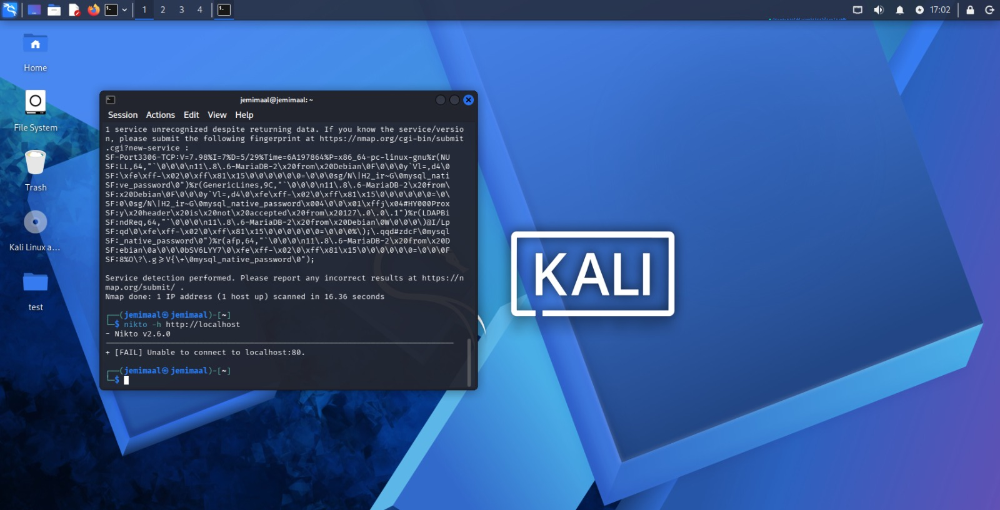 1 2 3 4 17:02
Home
File System
Trash
Kali Linux a...
test
jemimaal@jemimaal: ~
Session Actions Edit View Help
1 service unrecognized despite returning data. If you know the service/versio
n, please submit the following fingerprint at https://nmap.org/cgi-bin/submit
.cgi?new-service :
SF-Port3306-TCP:V=7.98%I=7%D=5/29%Time=6A197864%P=x86_64-pc-linux-gnu%r(NU
SF:LL,64,"`\0\0\0\n11\.8\.6-MariaDB-2\x20from\x20Debian\0F\0\0\0y`Vl=,d4\0
SF:\xfe\xff-\x02\0\xff\x81\x15\0\0\0\0\0\0=\0\0\0sg/N\|H2_ir~G\0mysql_nati
SF:ve_password\0")%r(GenericLines,9C,"`\0\0\0\n11\.8\.6-MariaDB-2\x20from\
SF:x20Debian\0F\0\0\0y`Vl=,d4\0\xfe\xff-\x02\0\xff\x81\x15\0\0\0\0\0\0=\0\
SF:0\0sg/N\|H2_ir~G\0mysql_native_password\x004\0\0\x01\xffj\x04#HY000Prox
SF:y\x20header\x20is\x20not\x20accepted\x20from\x20127\.0\.0\.1")%r(LDAPBi
SF:ndReq,64,"`\0\0\0\n11\.8\.6-MariaDB-2\x20from\x20Debian\0W\0\0\0\)@I/Lp
SF:qd\0\xfe\xff-\x02\0\xff\x81\x15\0\0\0\0\0\0=\0\0\0%\);\.qqd#zdcF\0mysql
SF:_native_password\0")%r(afp,64,"`\0\0\0\n11\.8\.6-MariaDB-2\x20from\x20D
SF:ebian\0a\0\0\0bSV6LYY7\0\xfe\xff-\x02\0\xff\x81\x15\0\0\0\0\0\0=\0\0\0F
SF:8%O\?\.g>V{\+\0mysql_native_password\0");
Service detection performed. Please report any incorrect results at https://n
map.org/submit/ .
Nmap done: 1 IP address (1 host up) scanned in 16.36 seconds
┌──(jemimaal㉿jemimaal)-[~]
└─$ nikto -h http://localhost
- Nikto v2.6.0
+ [FAIL] Unable to connect to localhost:80.
┌──(jemimaal㉿jemimaal)-[~]
└─$
KALI